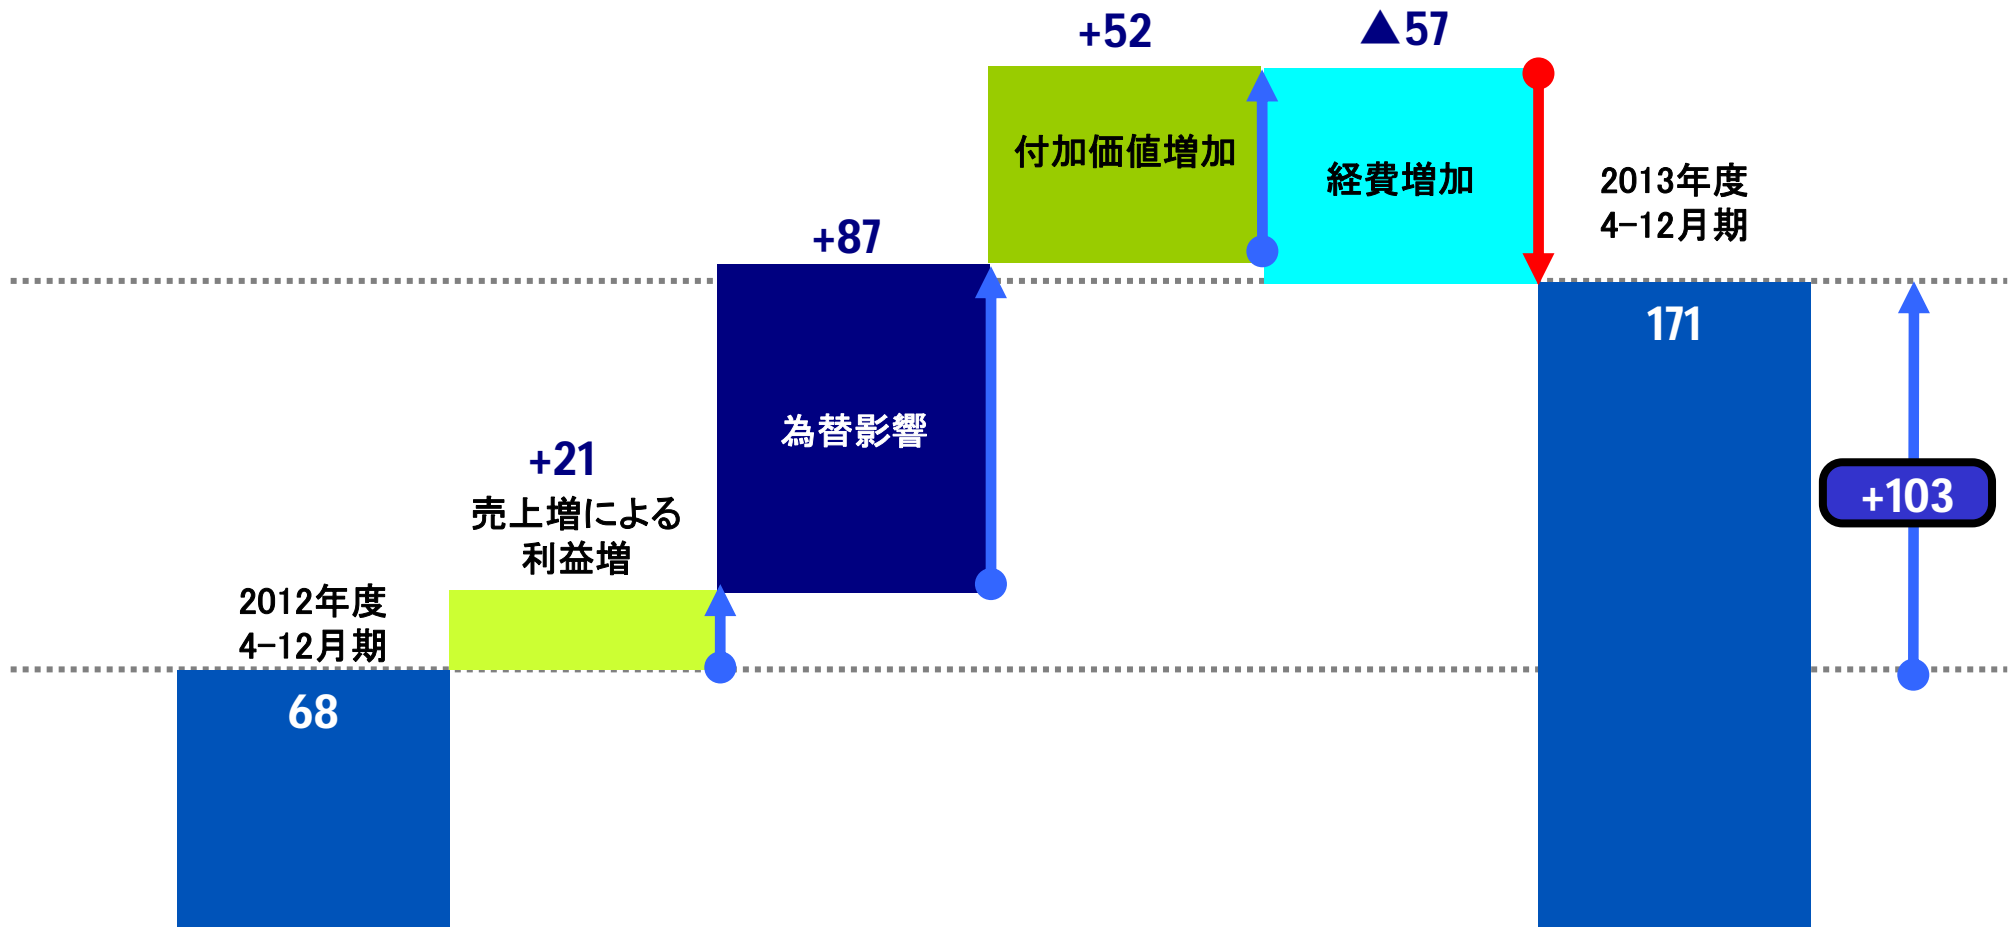 2012年度
4-12月期
68
+21
売上増による
利益増
+87
為替影響
+52
付加価値増加
▲57
経費増加
2013年度
4-12月期
171
+103